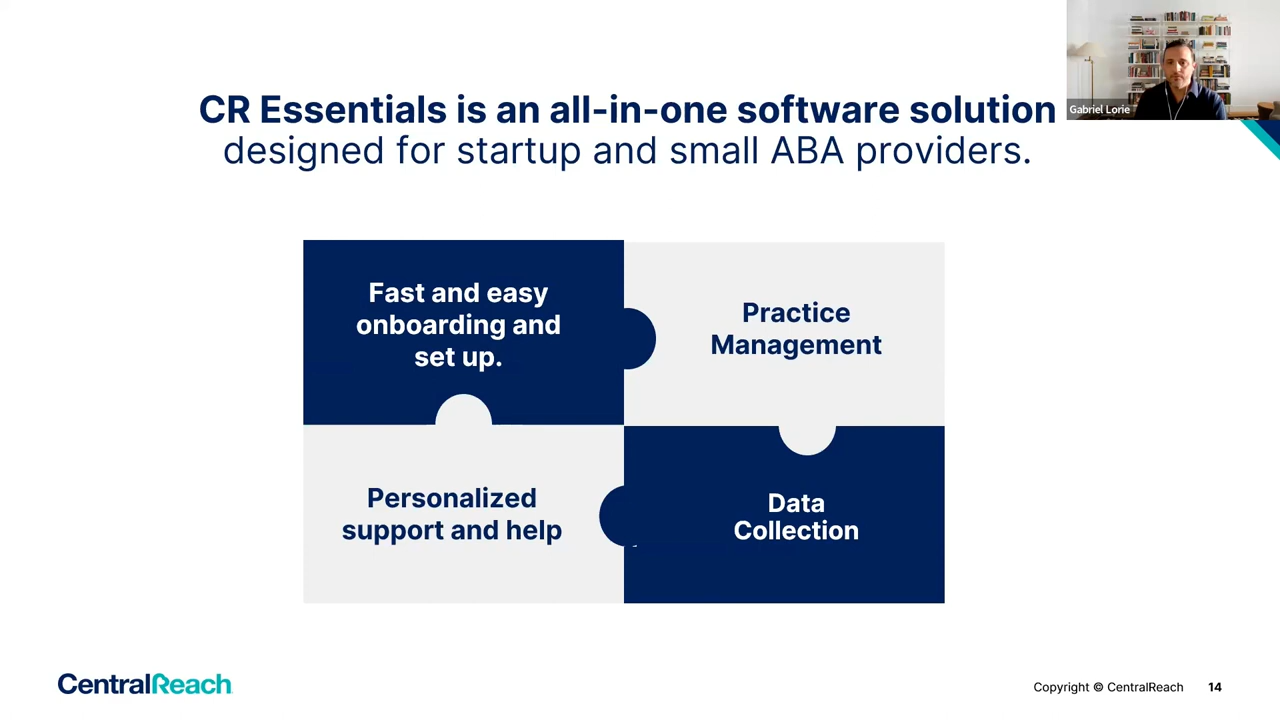 CR Essentials is an all-in-one software solution
designed for startup and small ABA providers.
Gabriel Lorie
Fast and easy
onboarding and
set up.
Practice
Management
Personalized
support and help
Data
Collection
CentralReach
Copyright © CentralReach 14